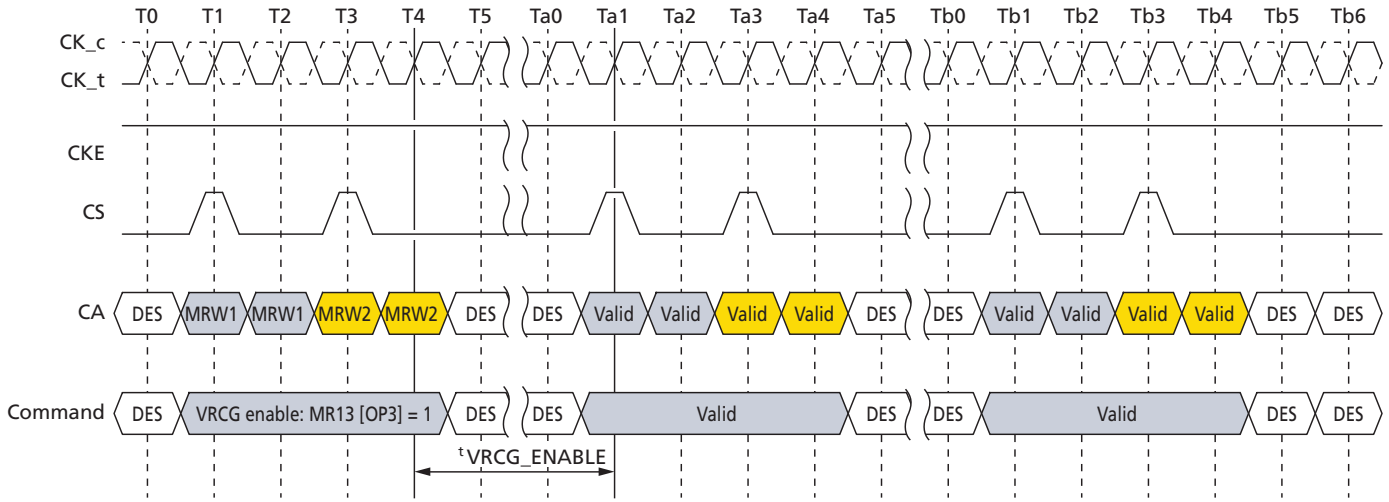 T0 T1 T2 T3 T4 T5 Ta0 Ta1 Ta2 Ta3 Ta4 Ta5 Tb0 Tb1 Tb2 Tb3 Tb4 Tb5 Tb6
CK_c
CK_t
CKE
CS
CA DES MRW1 MRW1 MRW2 MRW2 DES DES Valid Valid Valid Valid DES DES Valid Valid Valid Valid DES DES
Command DES VRCG enable: MR13 [OP3] = 1 DES DES Valid DES DES Valid DES DES
tVRCG_ENABLE